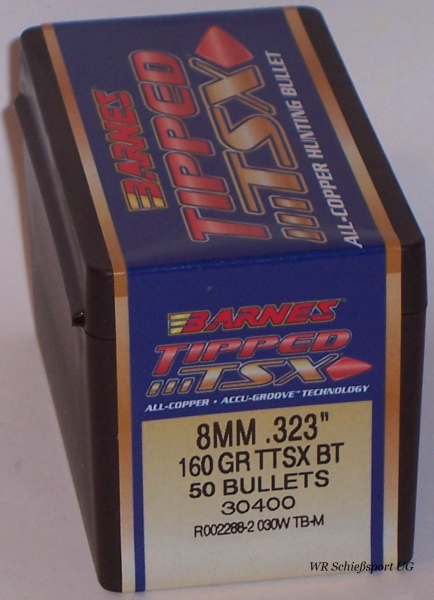 BARNES
TIPPED
TSX
ALL-COPPER HUNTING BULLET
BARNES®
TIPPED
TSX
ALL-COPPER • ACCU-GROOVE™ TECHNOLOGY
8MM .323"
160 GR TTSX BT
50 BULLETS
30400
R002288-2 030W TB-M
WR Schießsport UG